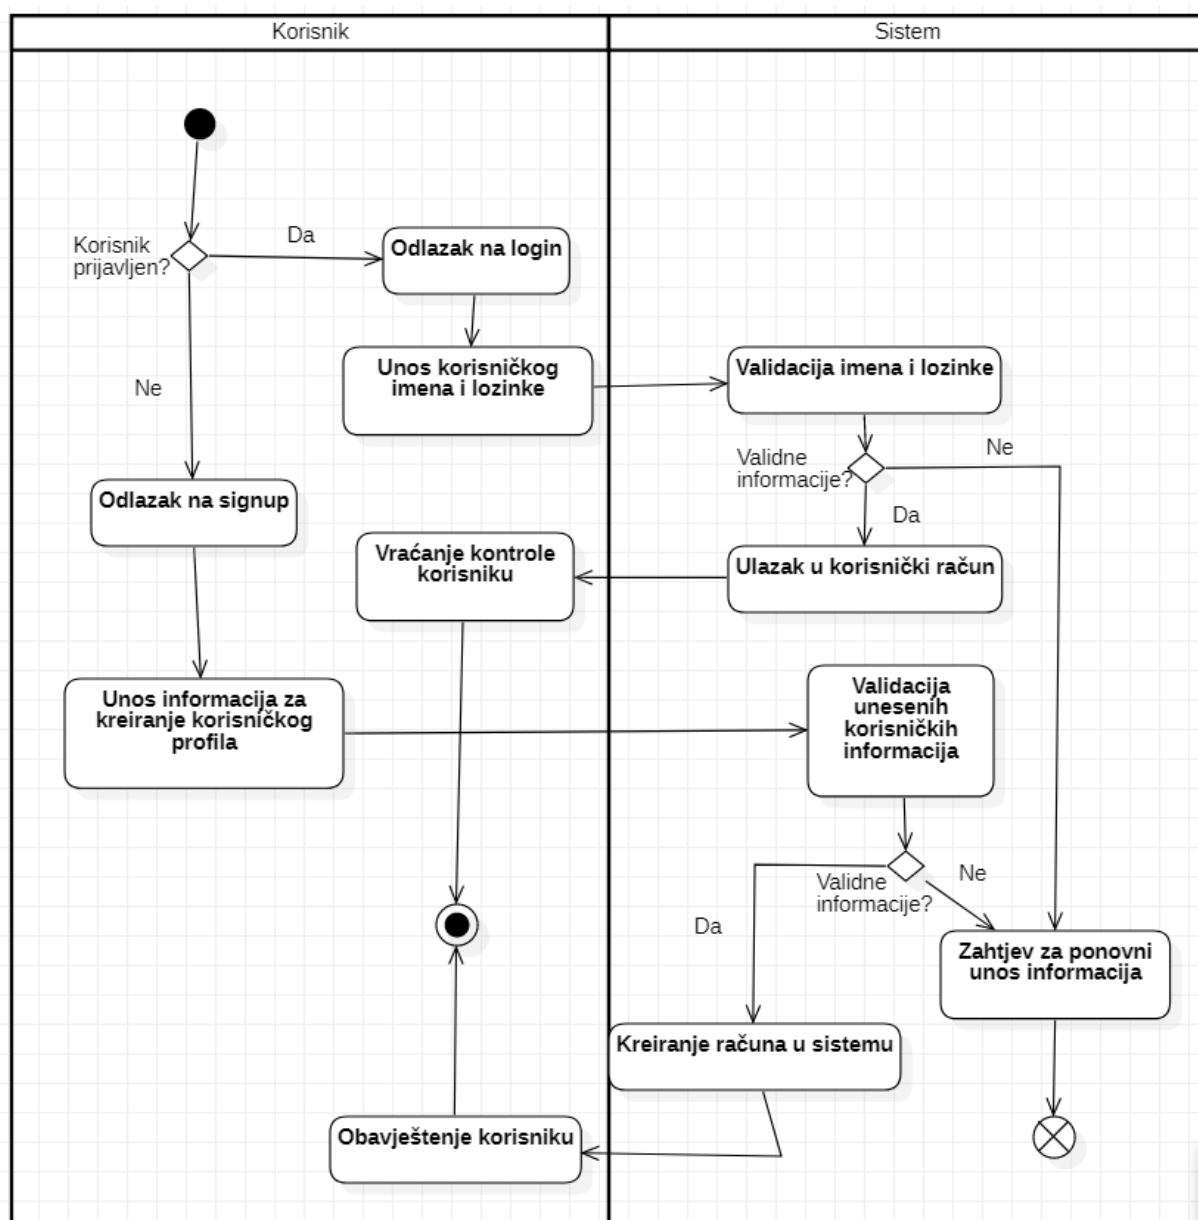 Korisnik
Sistem
Korisnik
prijavljen?
Da
Odlazak na login
Unos korisničkog
imena i lozinke
Validacija imena i lozinke
Ne
Validne
informacije?
Ne
Da
Odlazak na signup
Vraćanje kontrole
korisniku
Ulazak u korisnički račun
Unos informacija za
kreiranje korisničkog
profila
Validacija
unesenih
korisničkih
informacija
Validne
informacije?
Ne
Da
Zahtjev za ponovni
unos informacija
Kreiranje računa u sistemu
Obavještenje korisniku